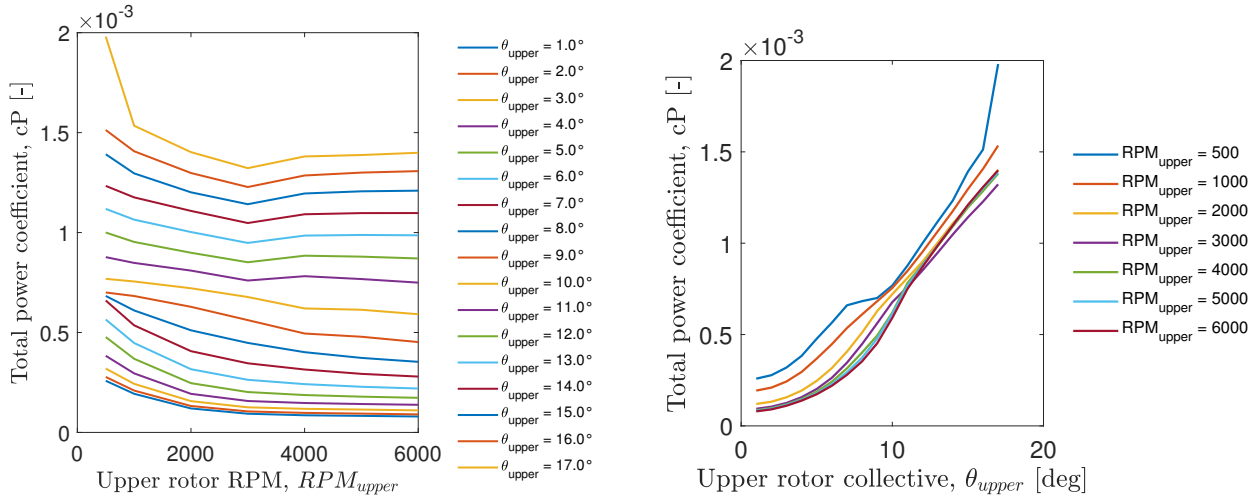 ×10⁻³
2
1.5
1
0.5
0
0
2000
4000
6000
Total power coefficient, cP [-]
Upper rotor RPM, RPM_upper
θ_upper = 1.0°
θ_upper = 2.0°
θ_upper = 3.0°
θ_upper = 4.0°
θ_upper = 5.0°
θ_upper = 6.0°
θ_upper = 7.0°
θ_upper = 8.0°
θ_upper = 9.0°
θ_upper = 10.0°
θ_upper = 11.0°
θ_upper = 12.0°
θ_upper = 13.0°
θ_upper = 14.0°
θ_upper = 15.0°
θ_upper = 16.0°
θ_upper = 17.0°
×10⁻³
2
1.5
1
0.5
0
0
10
20
Total power coefficient, cP [-]
Upper rotor collective, θ_upper [deg]
RPM_upper = 500
RPM_upper = 1000
RPM_upper = 2000
RPM_upper = 3000
RPM_upper = 4000
RPM_upper = 5000
RPM_upper = 6000